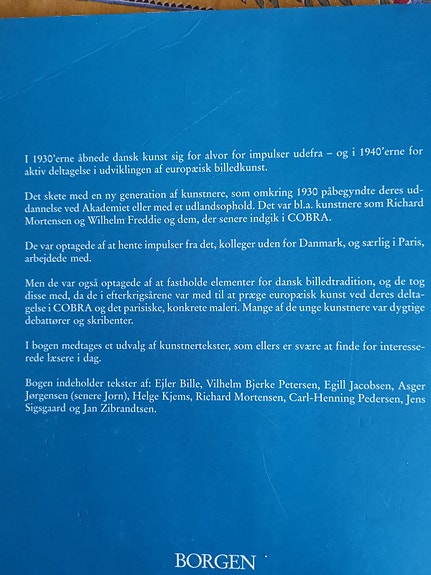 I 1930'erne åbnede dansk kunst sig for alvor for impulser udefra – og i 1940'erne for
aktiv deltagelse i udviklingen af europæisk billedkunst.
Det skete med en ny generation af kunstnere, som omkring 1930 påbegyndte deres ud-
dannelse ved Akademiet eller med et udlandsophold. Det var bl.a. kunstnere som Richard
Mortensen og Wilhelm Freddie og dem, der senere indgik i COBRA.
De var optagede af at hente impulser fra det, kolleger uden for Danmark, og særlig i Paris,
arbejdede med.
Men de var også optagede af at fastholde elementer for dansk billedtradition, og de tog
disse med, da de i efterkrigsårene var med til at præge europæisk kunst ved deres delta-
gelse i COBRA og det parisiske, konkrete maleri. Mange af de unge kunstnere var dygtige
debattører og skribenter.
I bogen medtages et udvalg af kunstnertekster, som ellers er svære at finde for interesse-
rede læsere i dag.
Bogen indeholder tekster af: Ejler Bille, Vilhelm Bjerke Petersen, Egill Jacobsen, Asger
Jørgensen (senere Jorn), Helge Kjems, Richard Mortensen, Carl-Henning Pedersen, Jens
Sigsgaard og Jan Zibrandtsen.
BORGEN